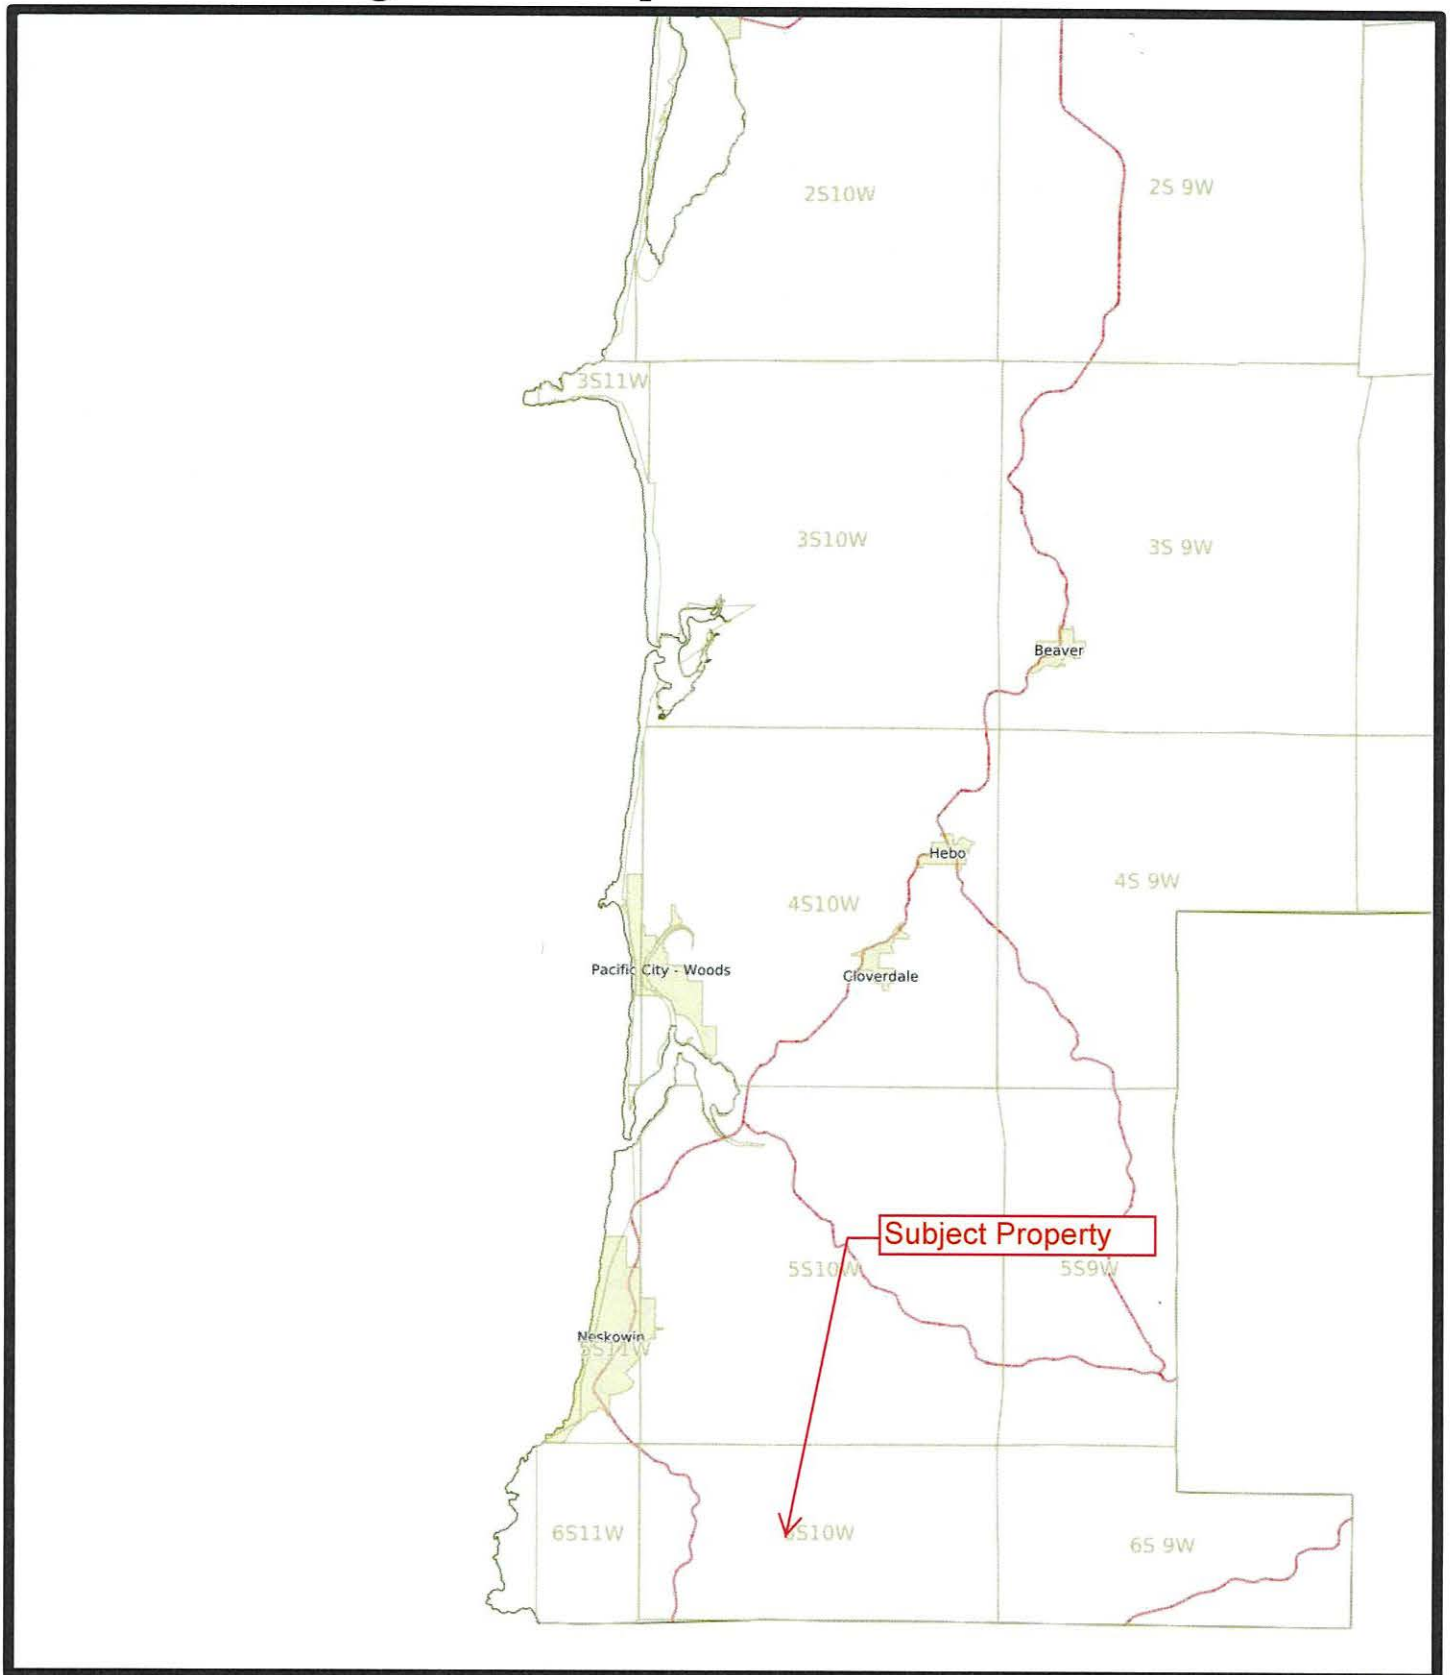 2S10W
2S 9W
3S11W
3S10W
3S 9W
Beaver
Hebo
4S 9W
4S10W
Pacific City - Woods
Cloverdale
Subject Property
5S10W
5S9W
Neskowin
5S11W
6S11W
6S10W
6S 9W